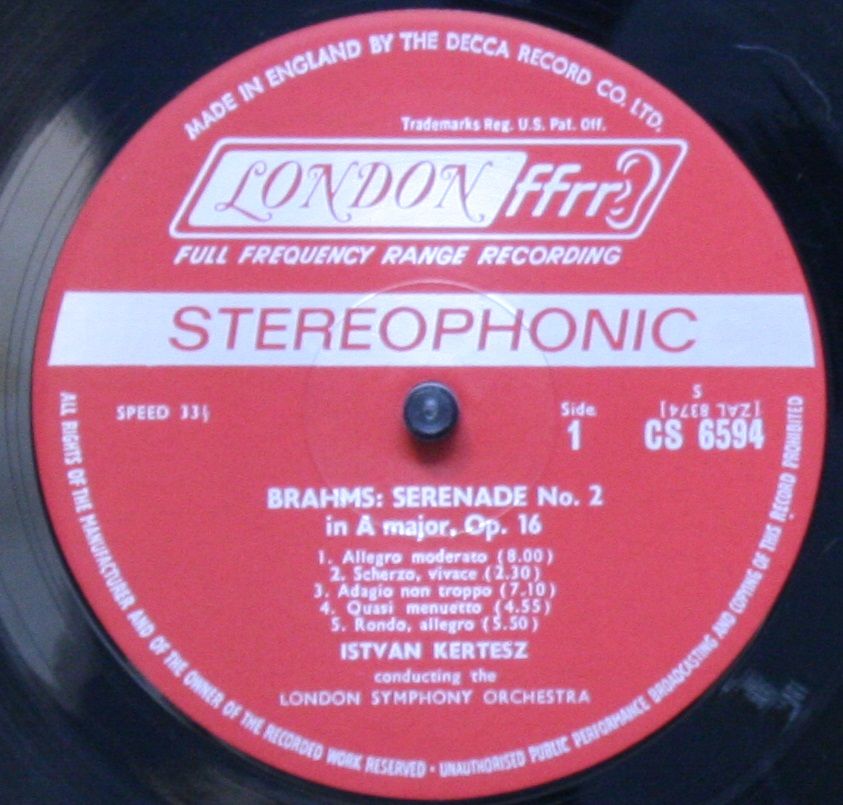 MADE IN ENGLAND BY THE DECCA RECORD CO. LTD.
Trademarks Reg. U.S. Pat. Off.
LONDON ffrr
FULL FREQUENCY RANGE RECORDING
STEREOPHONIC
SPEED 33⅓
Side
1
S
[ZAL 8374]
CS 6594
BRAHMS: SERENADE No. 2
in A major, Op. 16
1. Allegro moderato (8.00)
2. Scherzo, vivace (2.30)
3. Adagio non troppo (7.10)
4. Quasi menuetto (4.55)
5. Rondo, allegro (5.50)
ISTVAN KERTESZ
conducting the
LONDON SYMPHONY ORCHESTRA
ALL RIGHTS OF THE MANUFACTURER AND OF THE OWNER OF THE RECORDED WORK RESERVED · UNAUTHORISED PUBLIC PERFORMANCE BROADCASTING AND COPYING OF THIS RECORD PROHIBITED